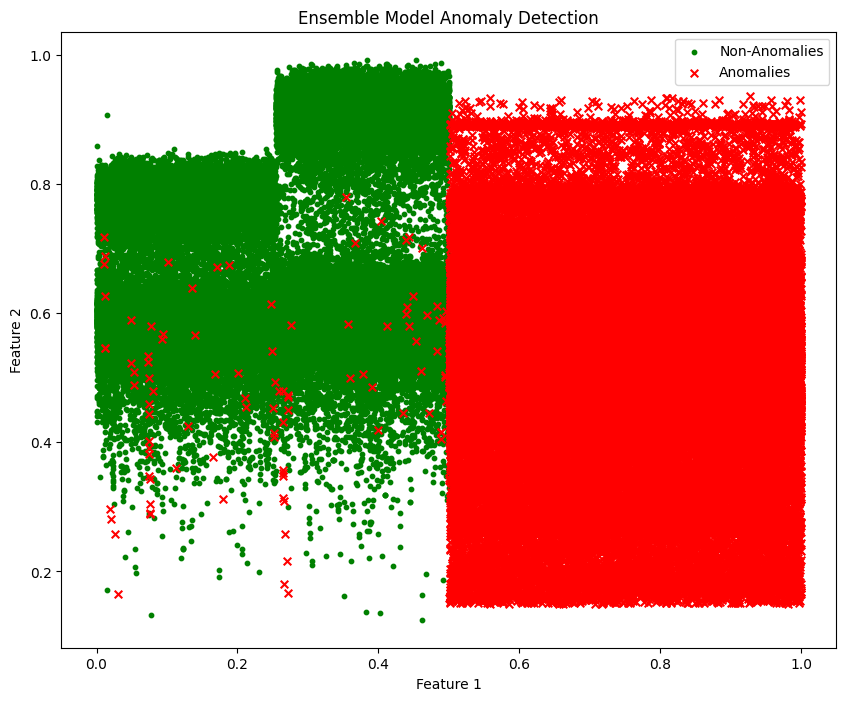 Ensemble Model Anomaly Detection
Non-Anomalies
Anomalies
Feature 2
1.0
0.8
0.6
0.4
0.2
0.0
0.2
0.4
0.6
0.8
1.0
Feature 1